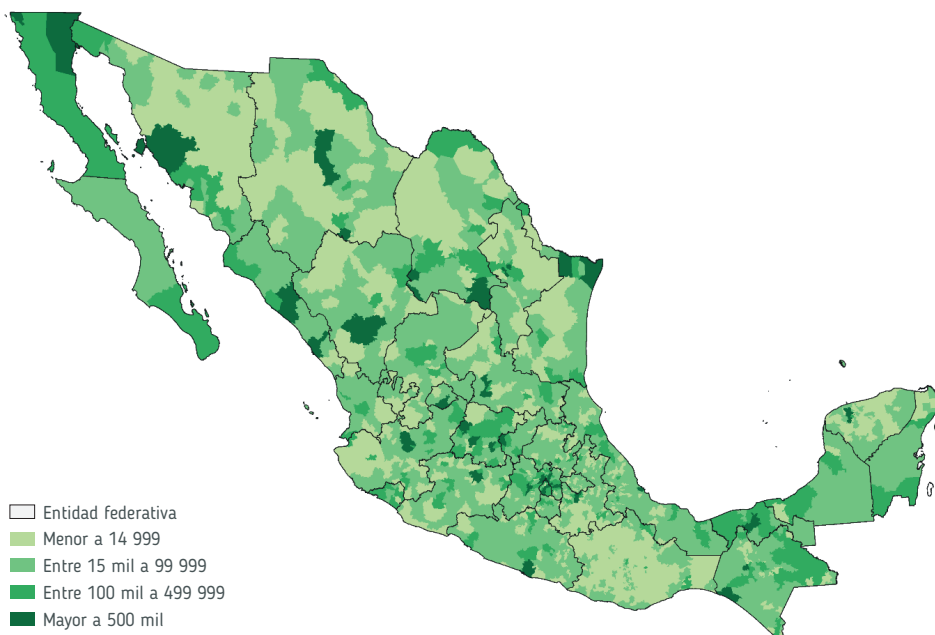 Entidad federativa
Menor a 14 999
Entre 15 mil a 99 999
Entre 100 mil a 499 999
Mayor a 500 mil